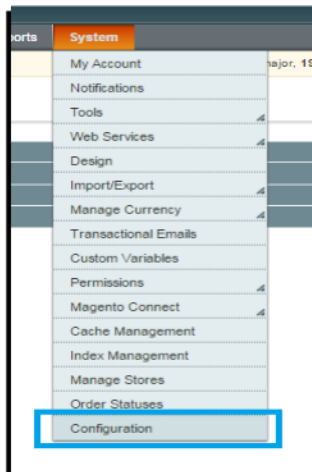 orts System
My Account
major, 19
Notifications
Tools
Web Services
Design
Import/Export
Manage Currency
Transactional Emails
Custom Variables
Permissions
Magento Connect
Cache Management
Index Management
Manage Stores
Order Statuses
Configuration